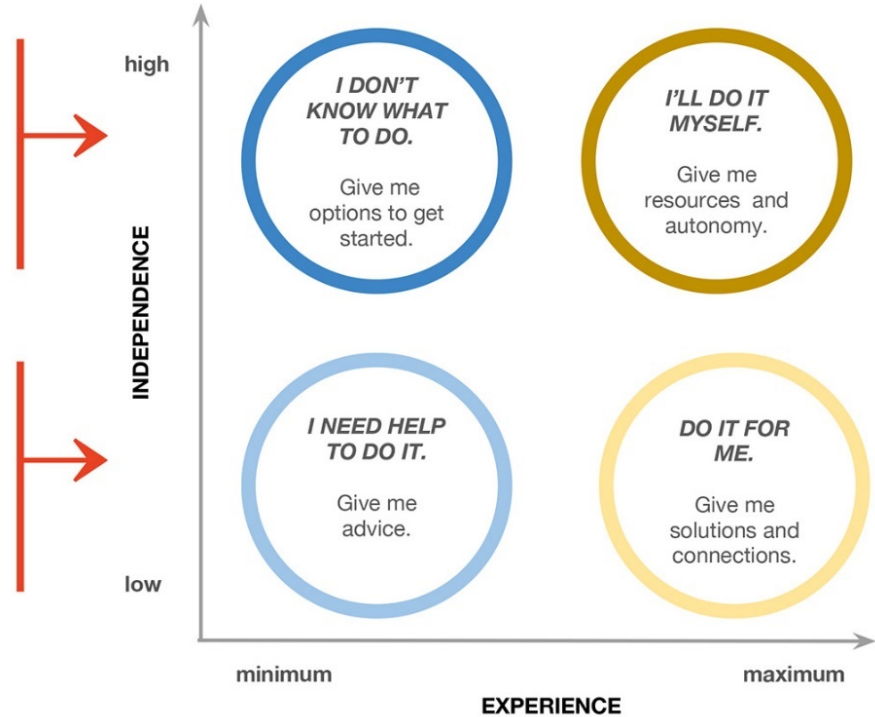 high
I DON'T
KNOW WHAT
TO DO.
Give me
options to get
started.
I'LL DO IT
MYSELF.
Give me
resources and
autonomy.
INDEPENDENCE
I NEED HELP
TO DO IT.
Give me
advice.
DO IT FOR
ME.
Give me
solutions and
connections.
low
minimum
maximum
EXPERIENCE